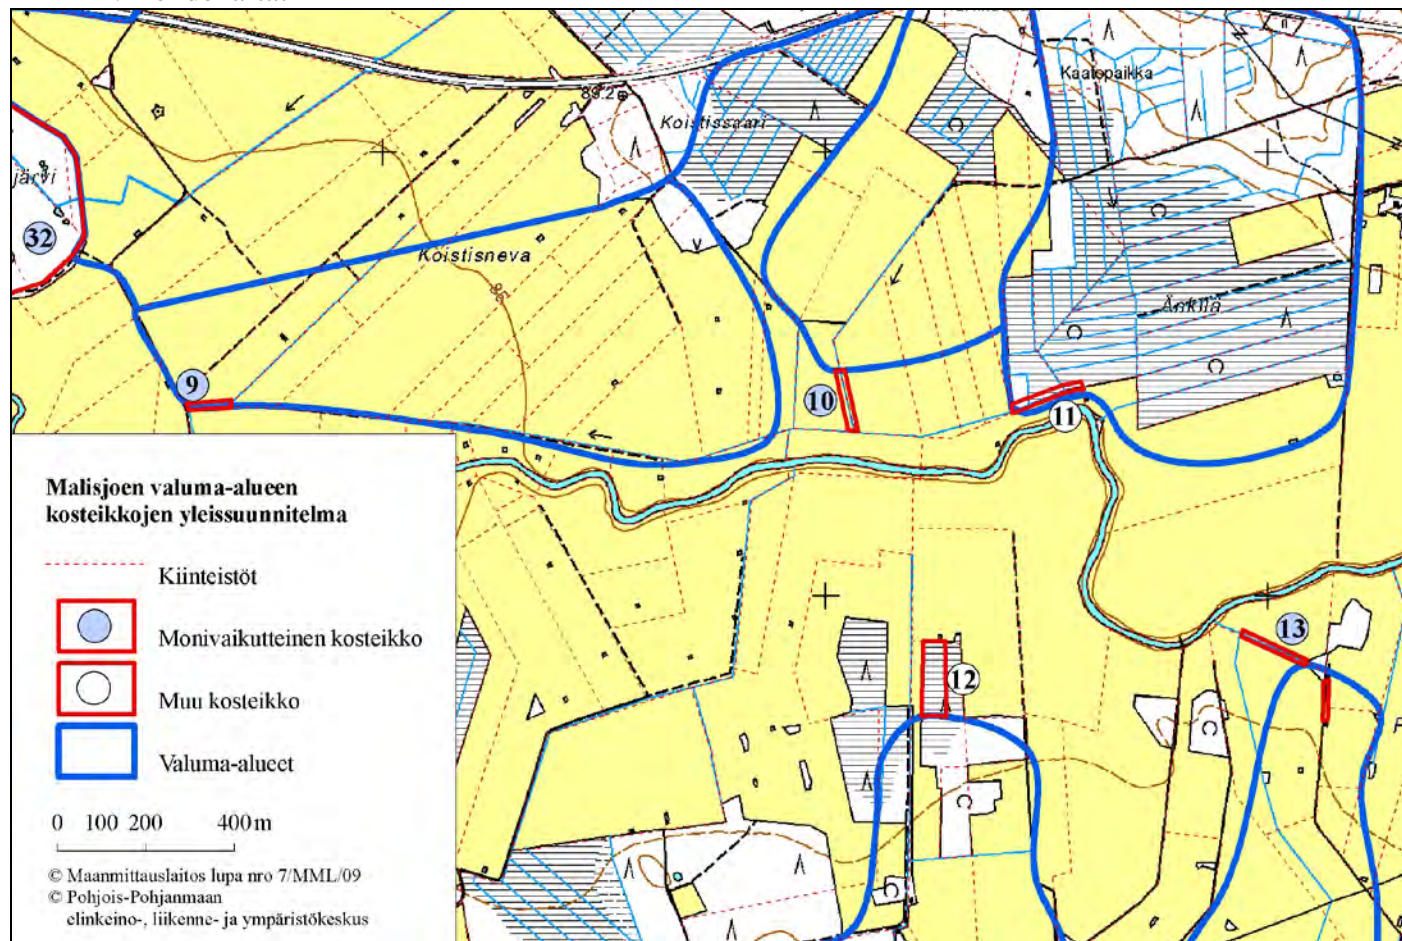 Kaatopaikka
89.2
Koistissaari
järvi
32
Koistisneva
Änkilä
9
10
11
Malisjoen valuma-alueen
kosteikkojen yleissuunnitelma
Kiinteistöt
Monivaikutteinen kosteikko
Muu kosteikko
Valuma-alueet
0 100 200 400 m
© Maanmittauslaitos lupa nro 7/MML/09
© Pohjois-Pohjanmaan
elinkeino-, liikenne- ja ympäristökeskus
12
13